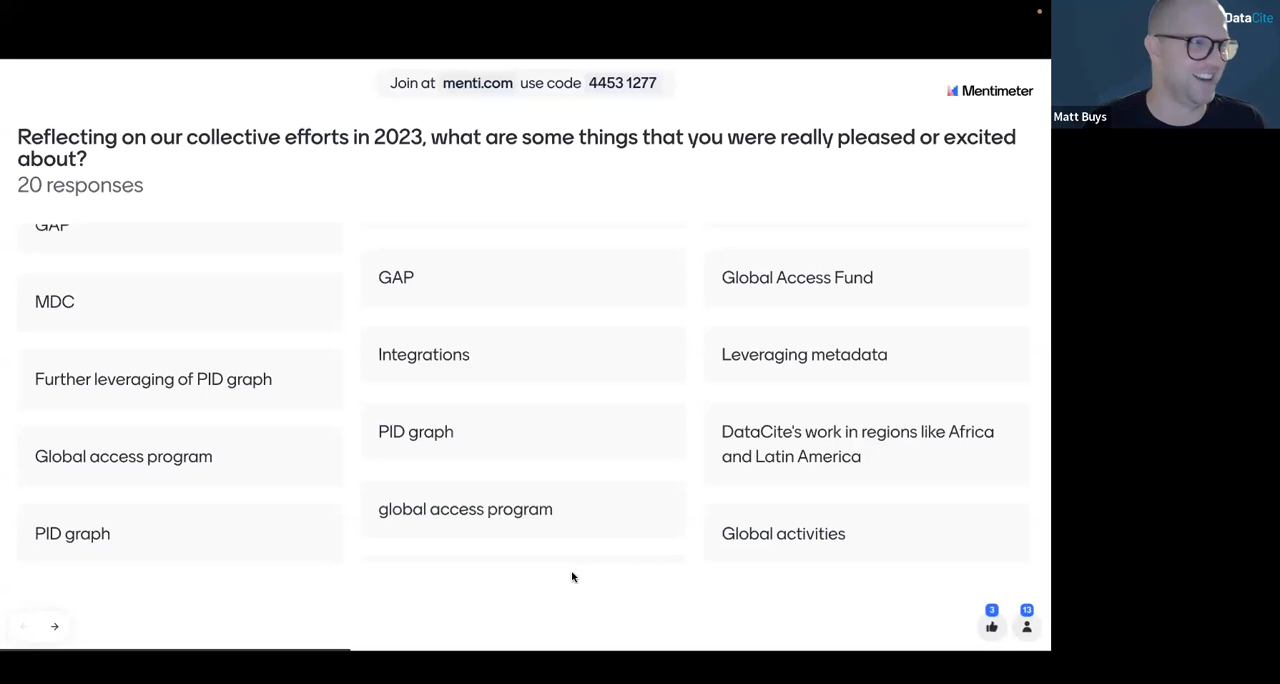 Join at menti.com use code 4453 1277
Mentimeter
DataCite
Matt Buys
Reflecting on our collective efforts in 2023, what are some things that you were really pleased or excited
about?
20 responses
GAP
MDC
Further leveraging of PID graph
Global access program
PID graph
GAP
Integrations
PID graph
global access program
Global Access Fund
Leveraging metadata
DataCite's work in regions like Africa
and Latin America
Global activities
3
13